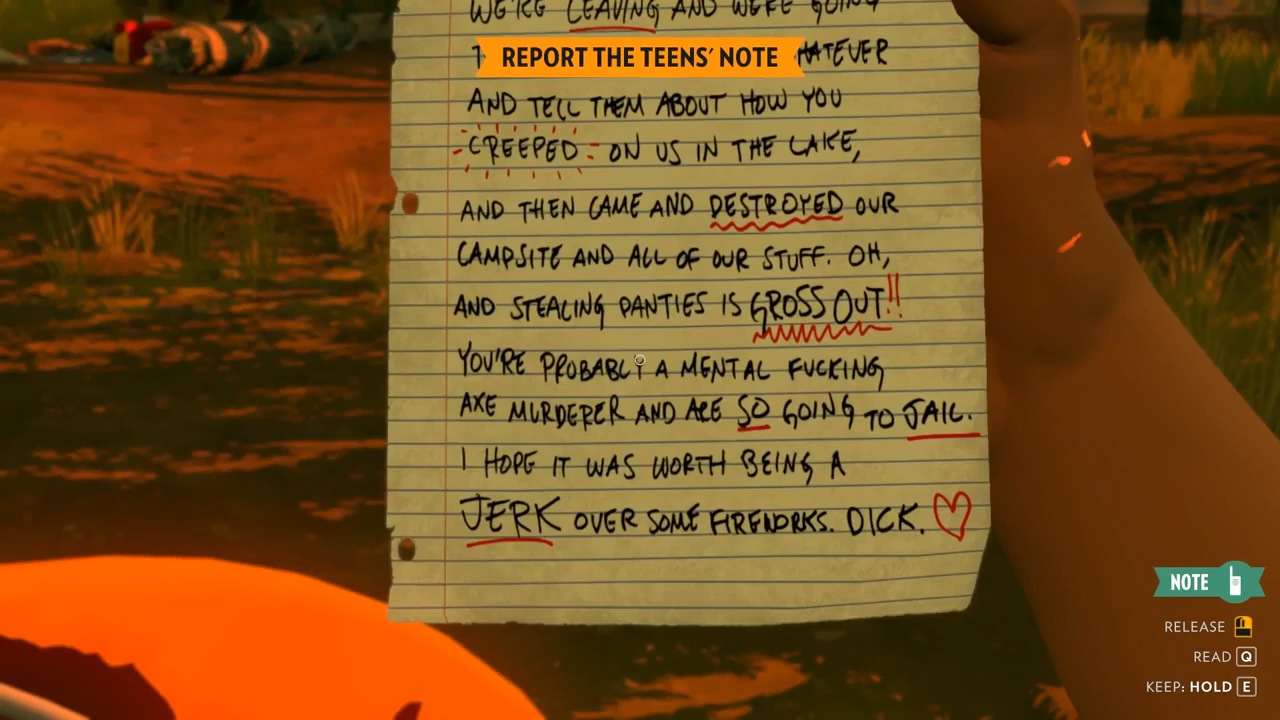 WE'RE LEAVING AND WE'RE GOING
REPORT THE TEENS' NOTE
AND TELL THEM ABOUT HOW YOU
CREEPED ON US IN THE LAKE,
AND THEN CAME AND DESTROYED OUR
CAMPSITE AND ALL OF OUR STUFF. OH,
AND STEALING PANTIES IS GROSS OUT!!
YOU'RE PROBABLY A MENTAL FUCKING
AXE MURDERER AND ARE SO GOING TO JAIL.
I HOPE IT WAS WORTH BEING A
JERK OVER SOME FIREWORKS. DICK.
NOTE
RELEASE
READ Q
KEEP: HOLD E